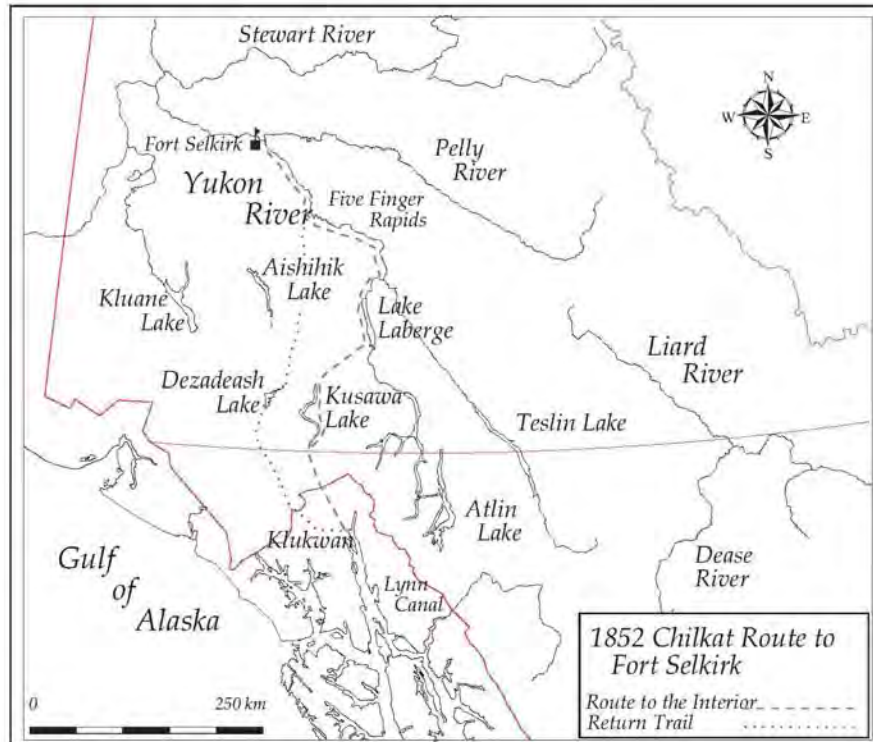 Stewart River
N
W
E
S
Fort Selkirk
Pelly
River
Yukon
River
Five Finger
Rapids
Aishihik
Lake
Kluane
Lake
Lake
Laberge
Liard
River
Dezadeash
Lake
Kusawa
Lake
Teslin Lake
Atlin
Lake
Klukwan
Gulf
of
Alaska
Dease
River
Lynn
Canal
1852 Chilkat Route to
Fort Selkirk
Route to the Interior
Return Trail
0
250 km